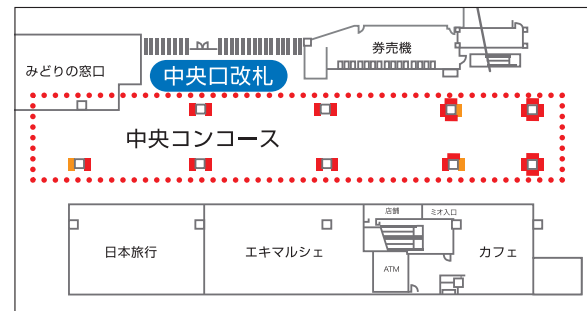 券売機
みどりの窓口
中央口改札
中央コンコース
店舗
ミオ入口
日本旅行
エキマルシェ
カフェ
ATM